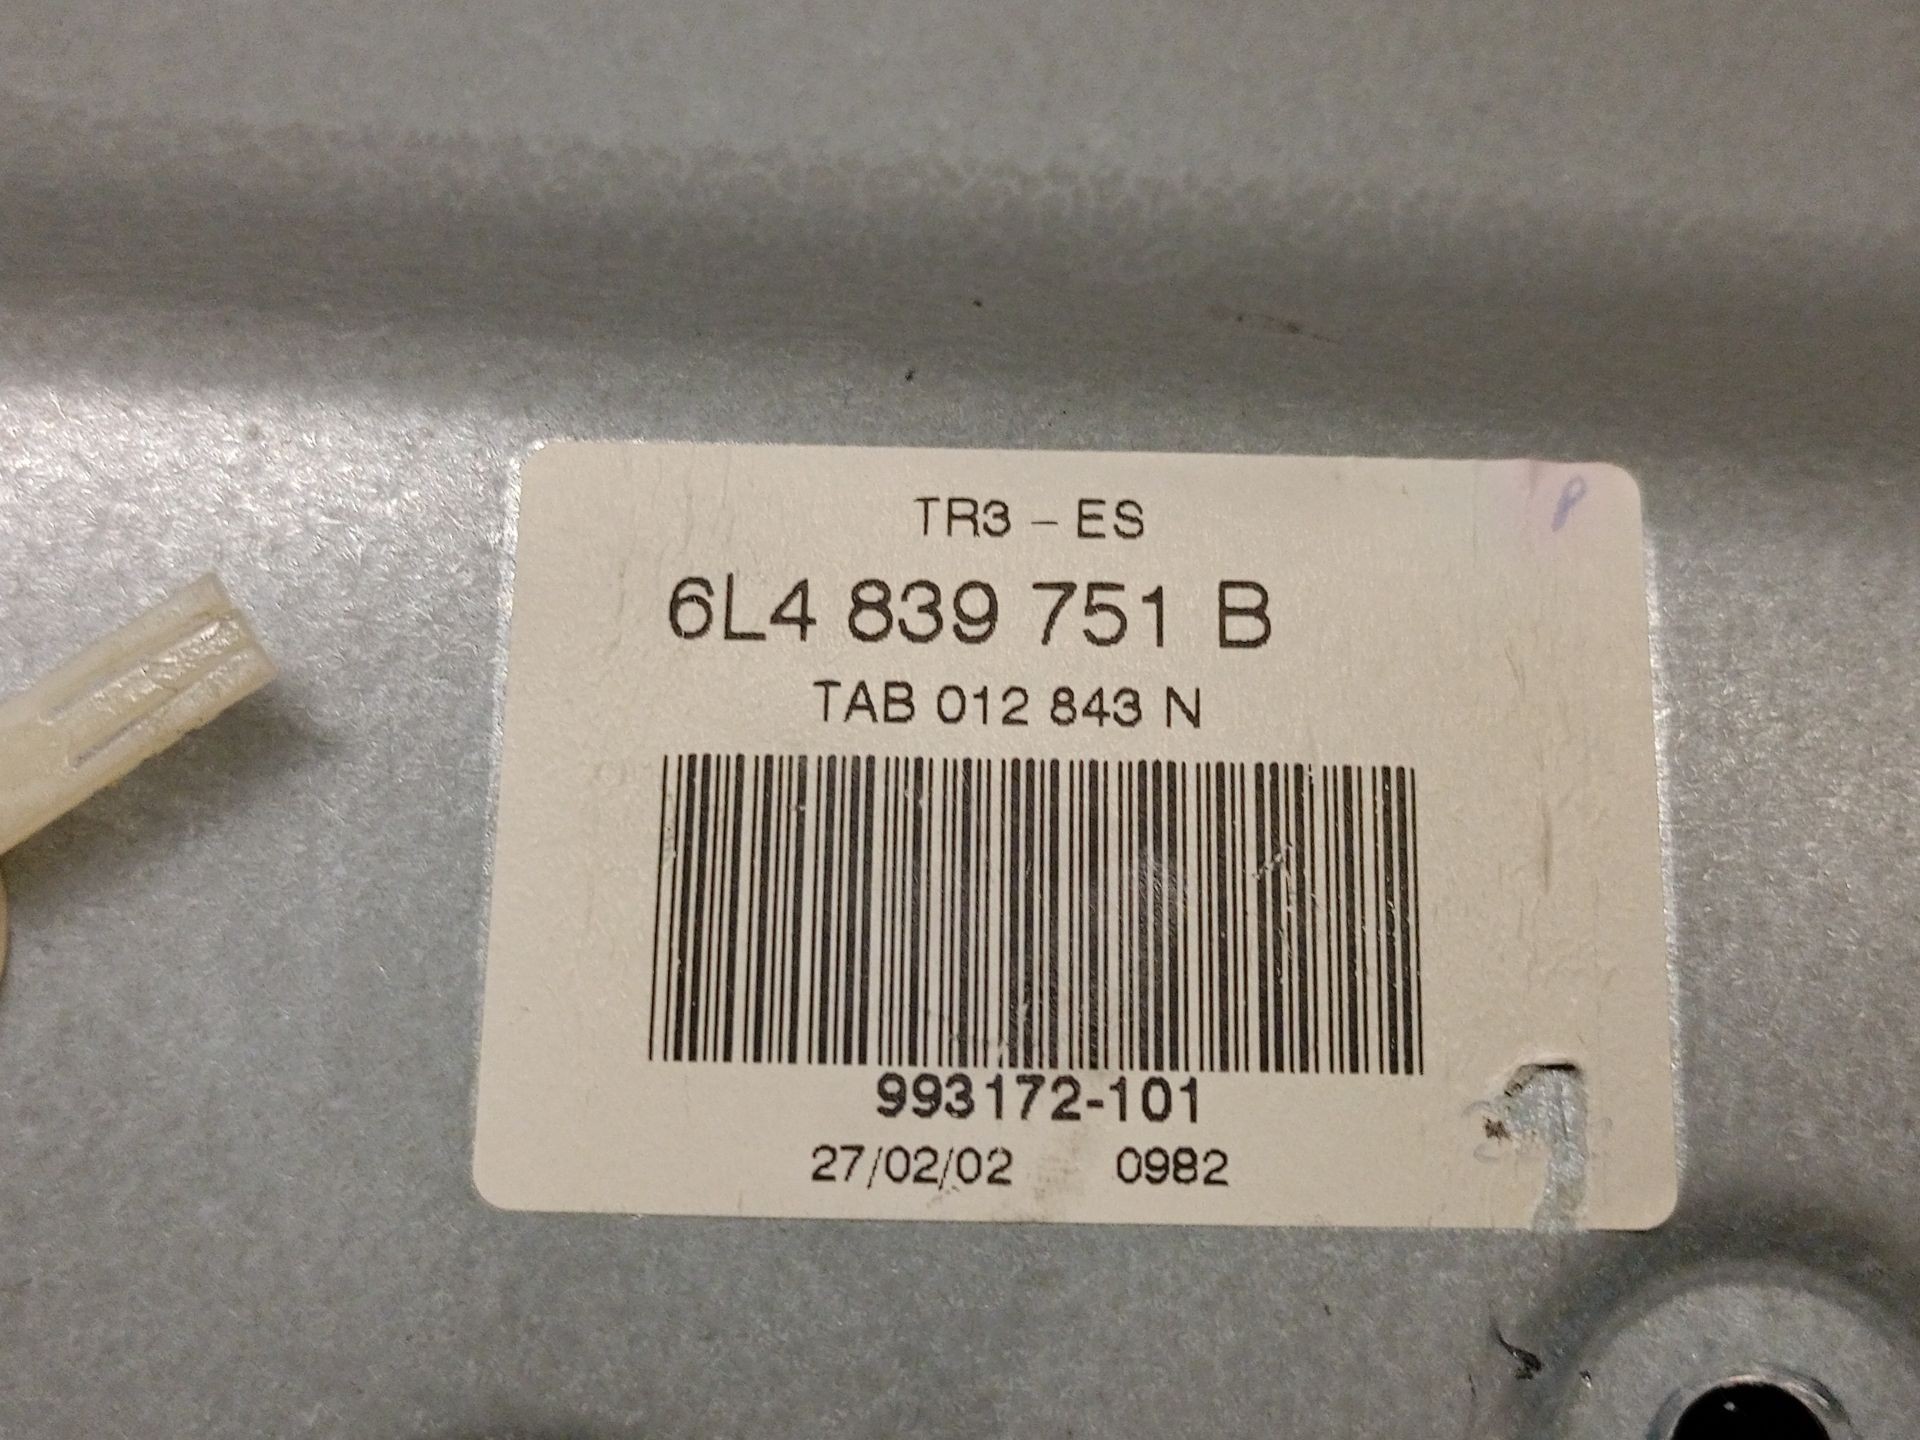 TR3 - ES
P
6L4 839 751 B
TAB 012 843 N
993172-101
27/02/02 0982